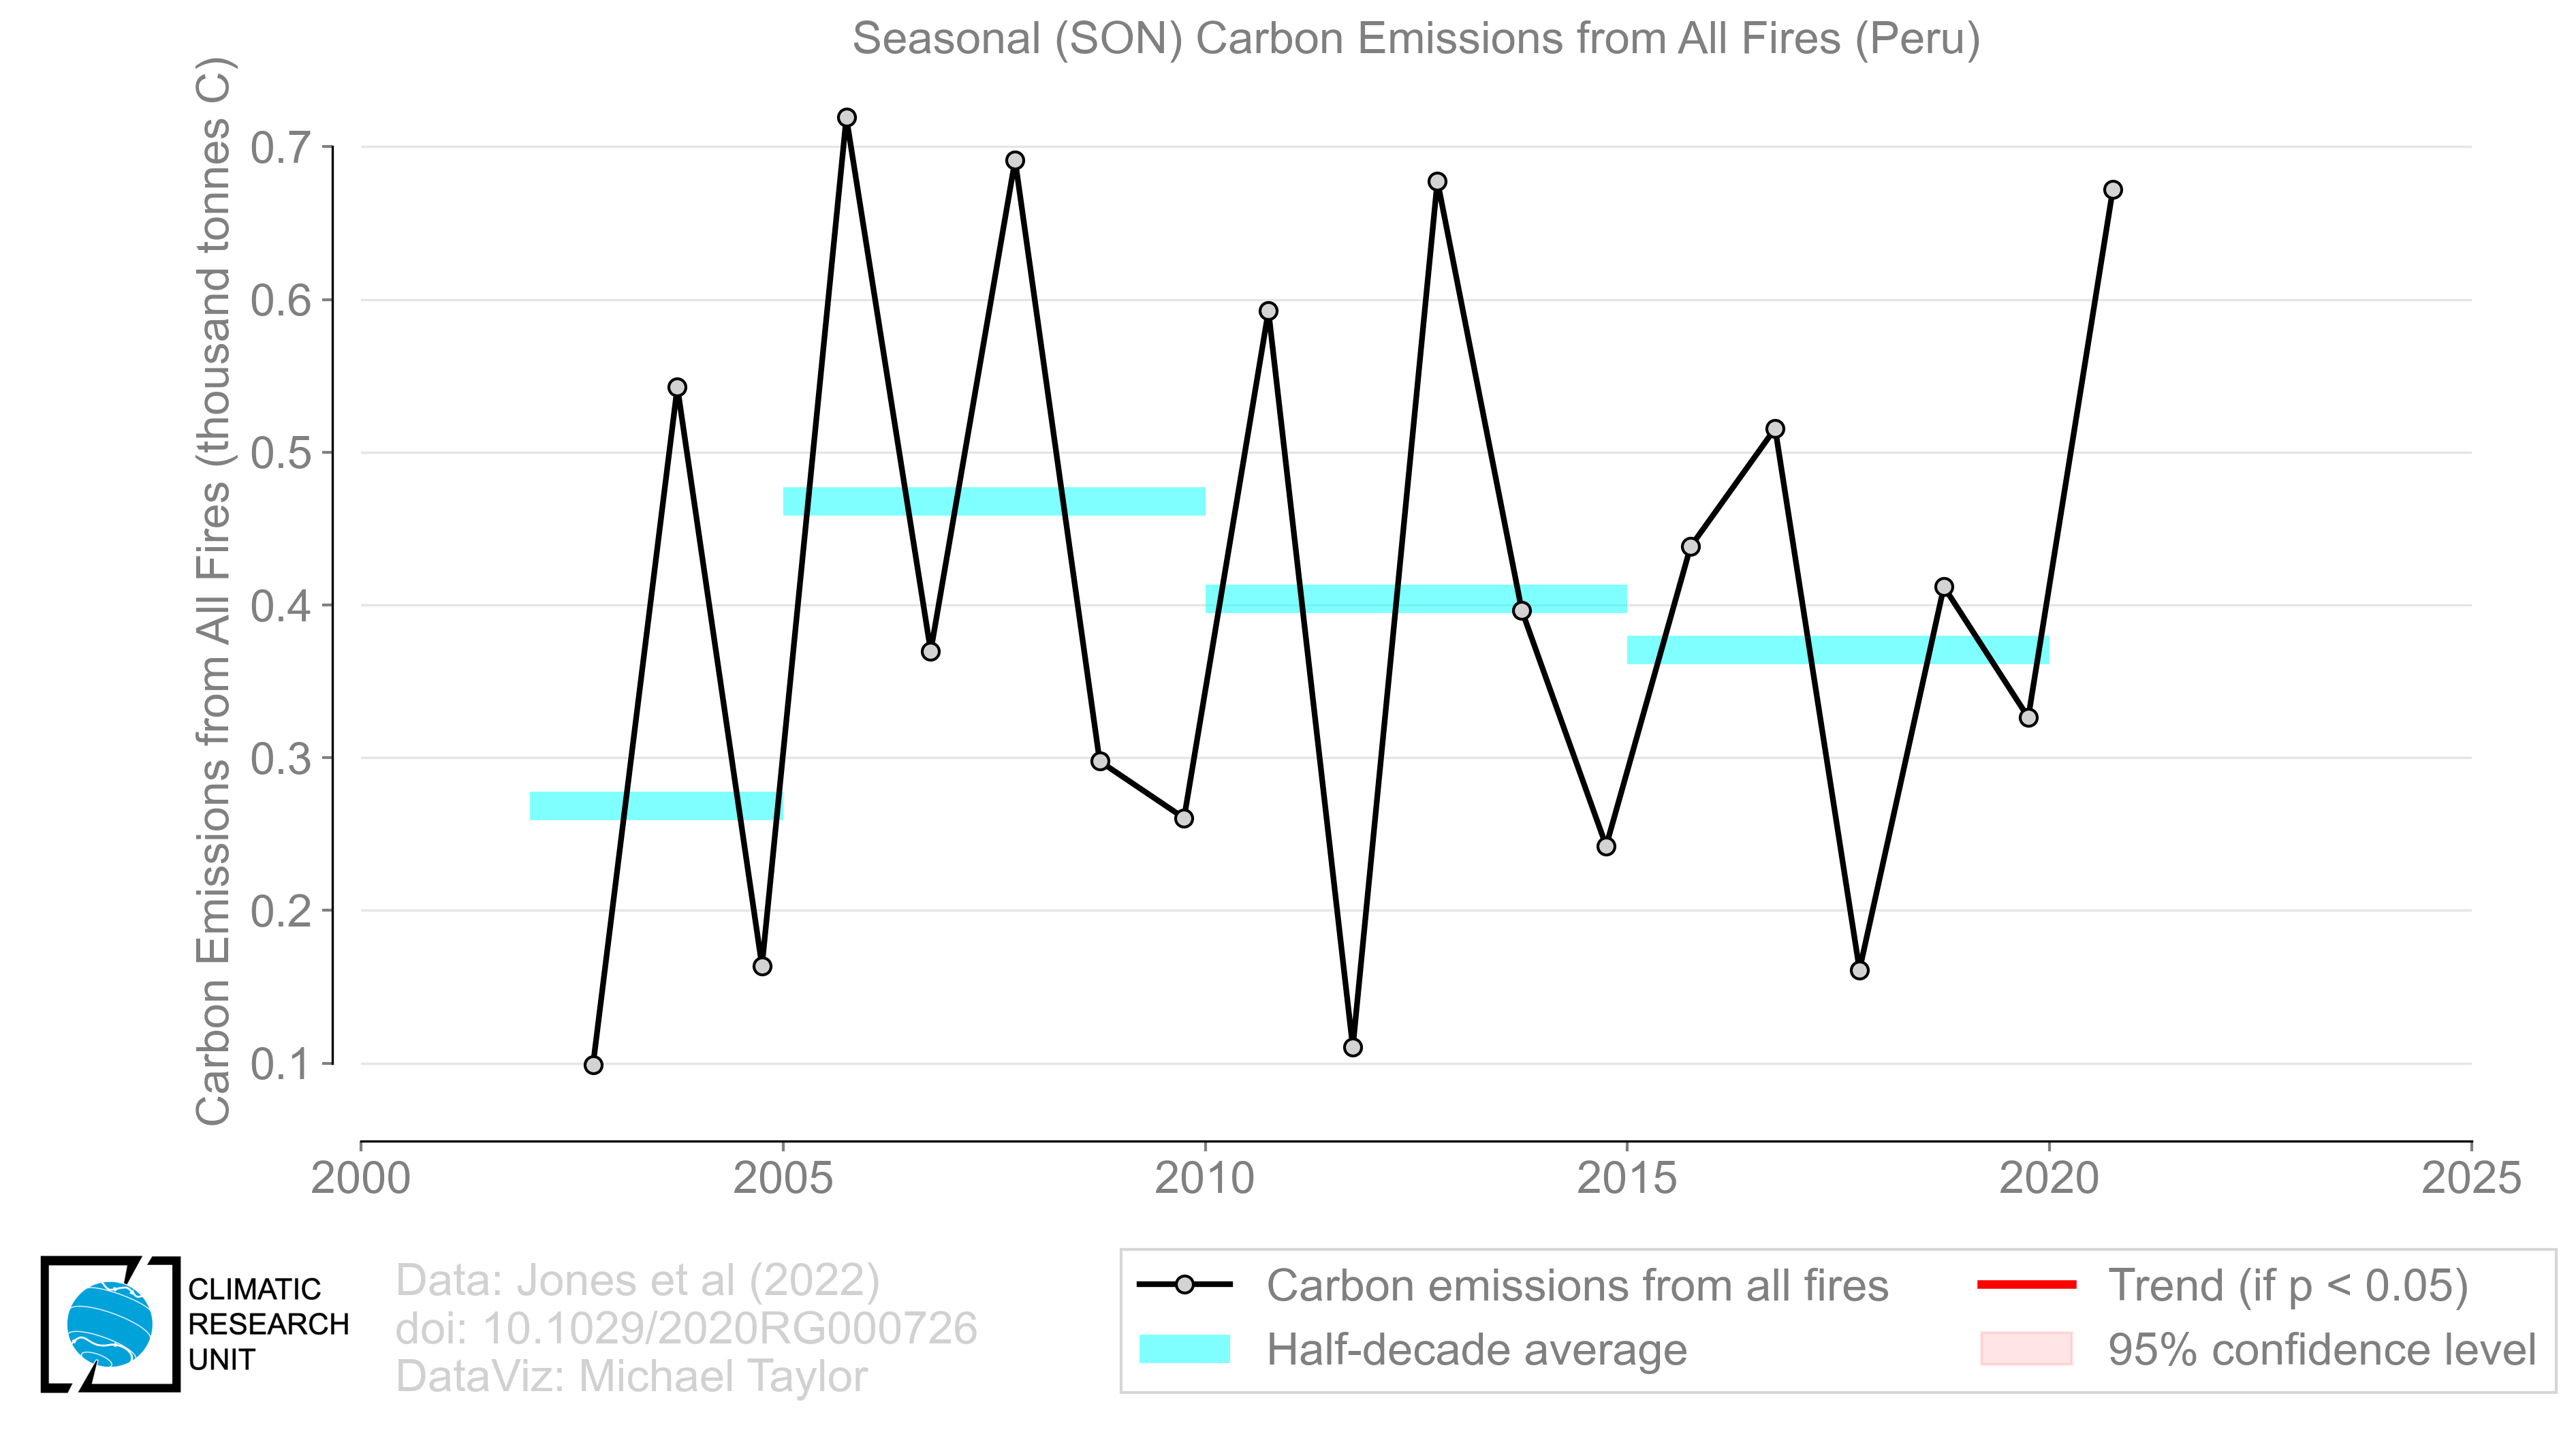 Seasonal (SON) Carbon Emissions from All Fires (Peru)
Carbon Emissions from All Fires (thousand tonnes C)
0.7
0.6
0.5
0.4
0.3
0.2
0.1
2000 2005 2010 2015 2020 2025
CLIMATIC
RESEARCH
UNIT
Data: Jones et al (2022)
doi: 10.1029/2020RG000726
DataViz: Michael Taylor
Carbon emissions from all fires
Half-decade average
Trend (if p < 0.05)
95% confidence level